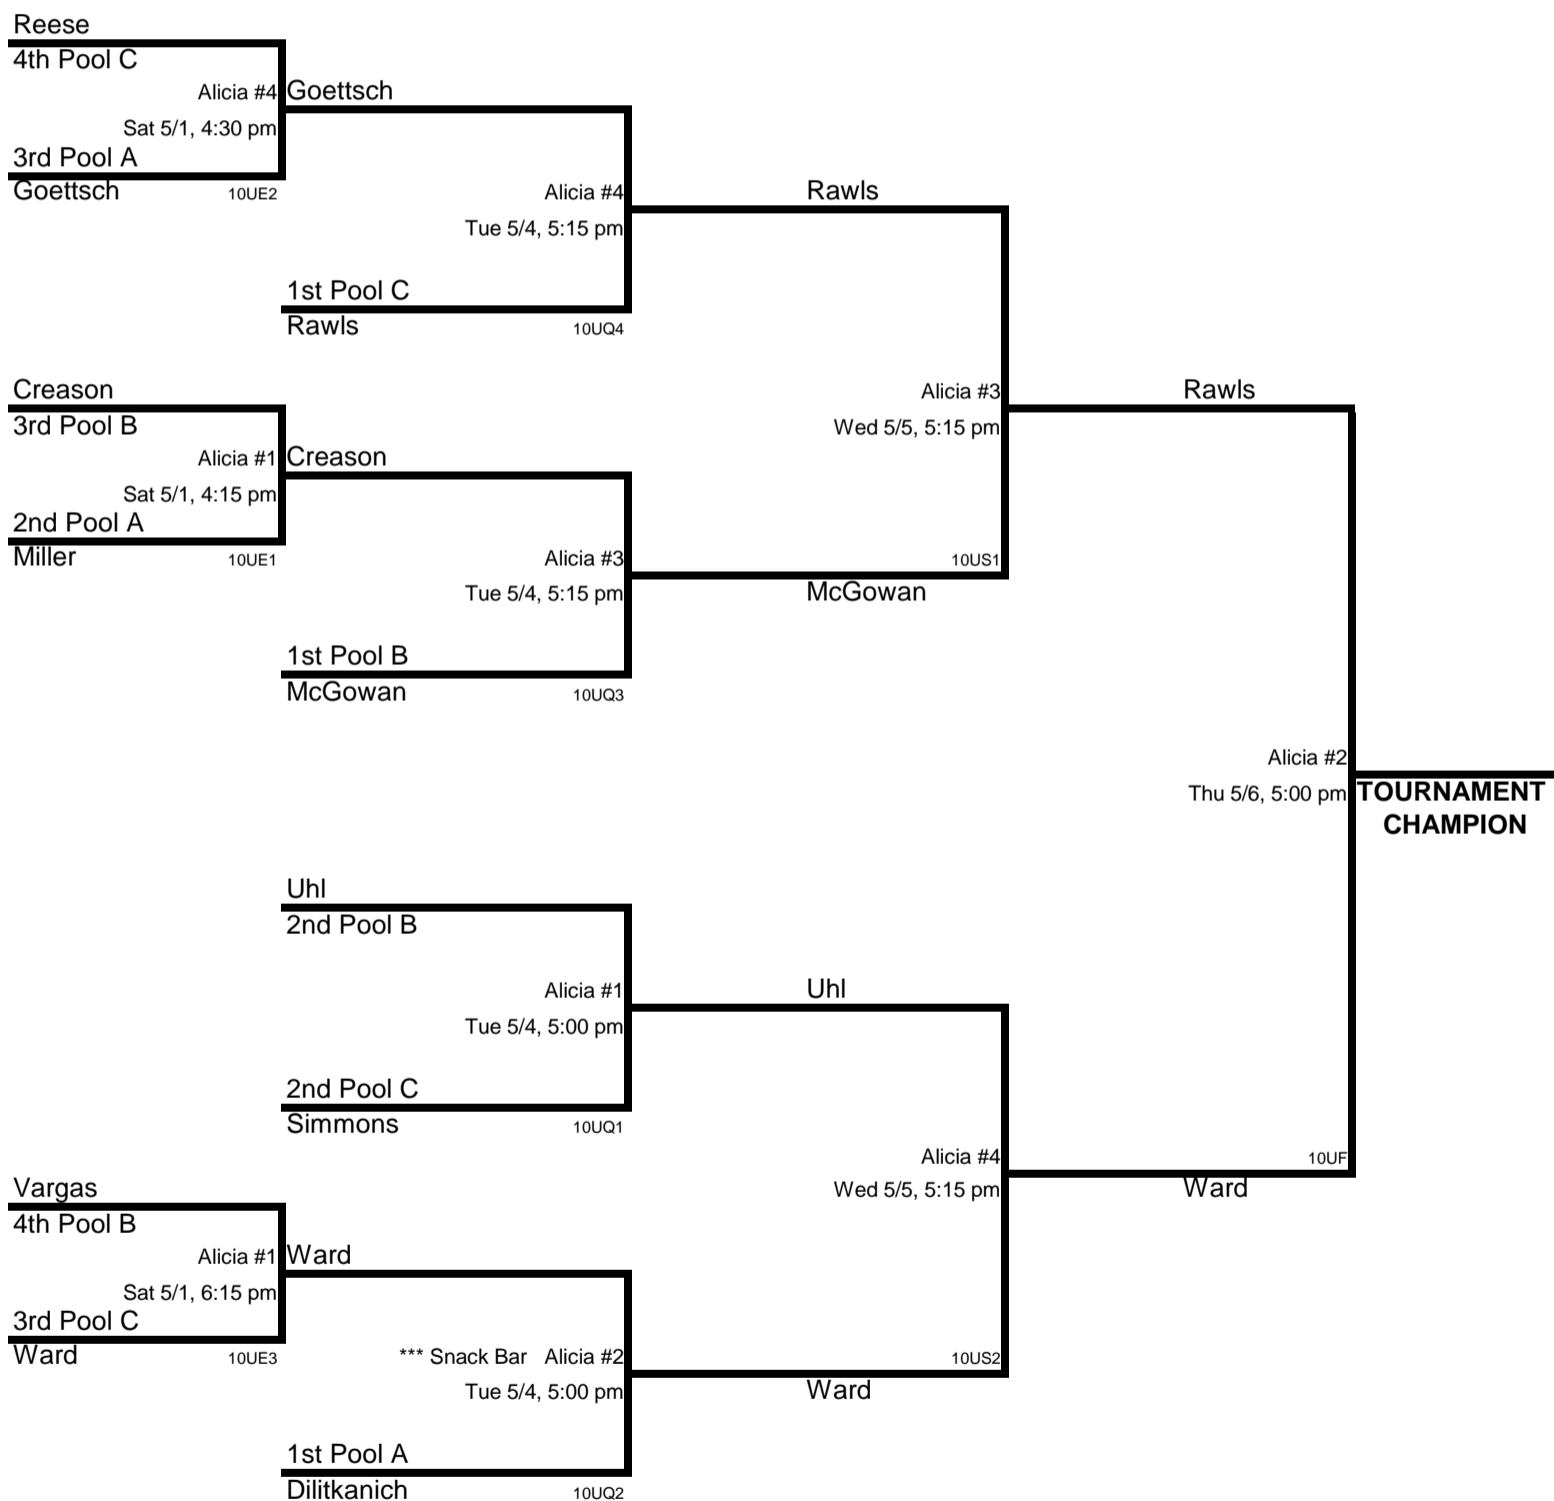 Reese
4th Pool C
Alicia #4
Goettsch
Sat 5/1, 4:30 pm
3rd Pool A
Goettsch
10UE2
Alicia #4
Rawls
Tue 5/4, 5:15 pm
1st Pool C
Rawls
10UQ4
Creason
3rd Pool B
Alicia #3
Rawls
Wed 5/5, 5:15 pm
Alicia #1
Creason
Sat 5/1, 4:15 pm
2nd Pool A
Miller
10UE1
Alicia #3
10US1
Tue 5/4, 5:15 pm
McGowan
1st Pool B
McGowan
10UQ3
Alicia #2
Thu 5/6, 5:00 pm
TOURNAMENT
CHAMPION
Uhl
2nd Pool B
Alicia #1
Uhl
Tue 5/4, 5:00 pm
2nd Pool C
Simmons
10UQ1
Alicia #4
10UF
Wed 5/5, 5:15 pm
Ward
Vargas
4th Pool B
Alicia #1
Ward
Sat 5/1, 6:15 pm
3rd Pool C
Ward
10UE3
*** Snack Bar Alicia #2
10US2
Tue 5/4, 5:00 pm
Ward
1st Pool A
Dilitkanich
10UQ2